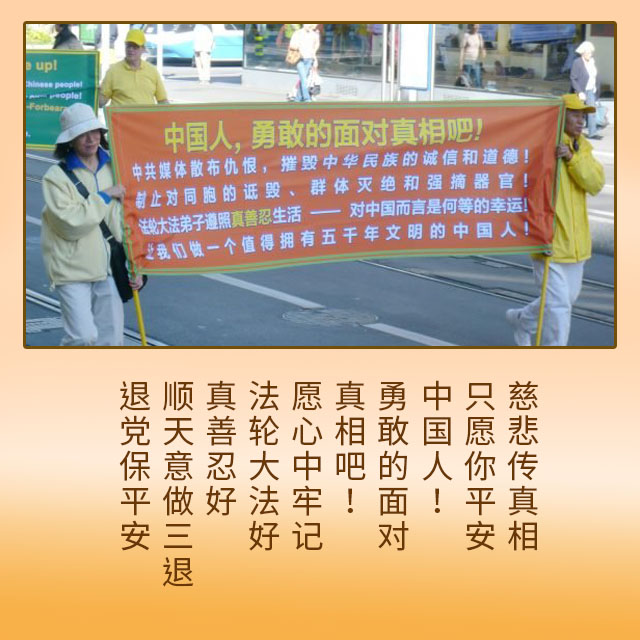 e up!
chinese people!
-Forbear
中国人，勇敢的面对真相吧！
中共媒体散布仇恨，摧毁中华民族的诚信和道德！
制止对同胞的诋毁、群体灭绝和强摘器官！
法轮大法弟子遵照真善忍生活 —— 对中国而言是何等的幸运!
让我们做一个值得拥有五千年文明的中国人！
慈悲传真相
只愿你平安
中国人！
勇敢的面对
真相吧！
愿心中牢记
法轮大法好
真善忍好
顺天意做三退
退党保平安